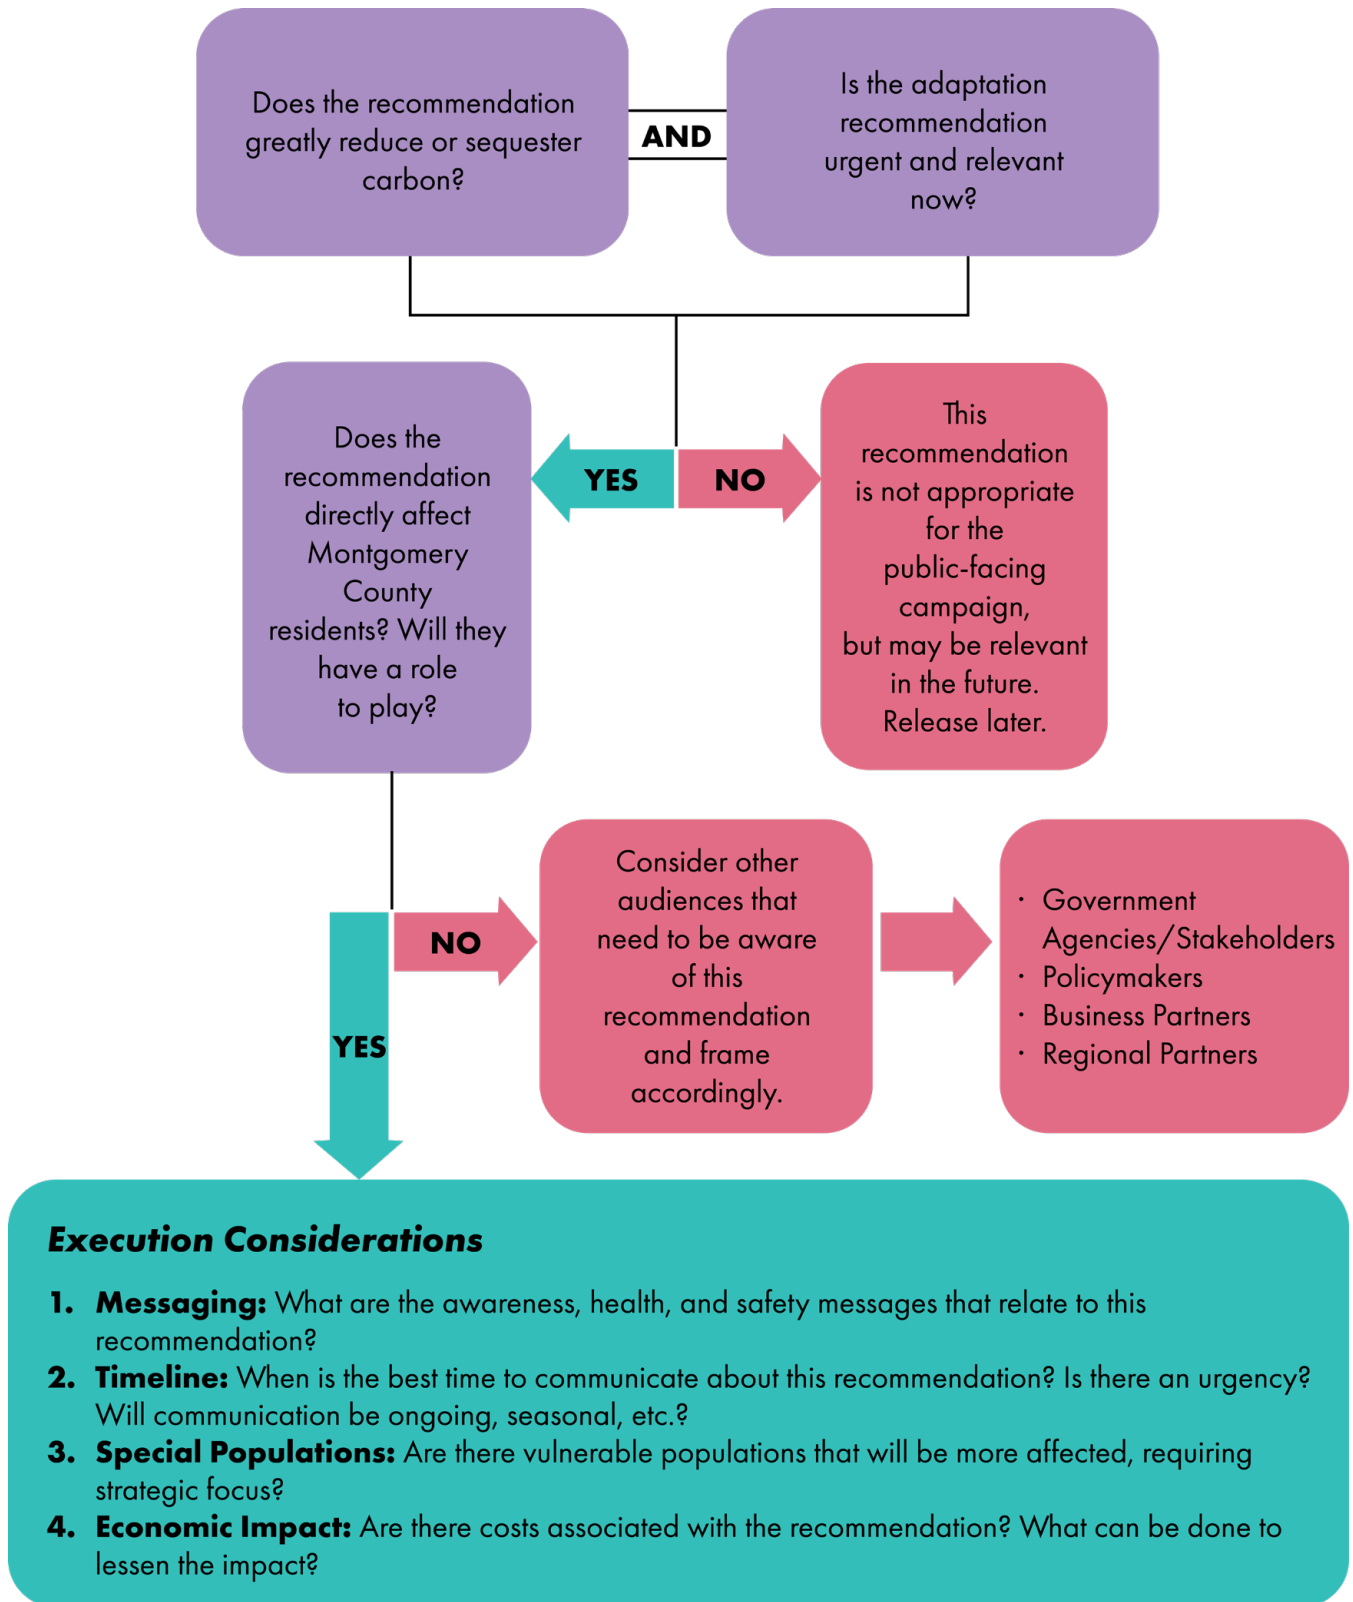 Does the recommendation
greatly reduce or sequester
carbon?
AND
Is the adaptation
recommendation
urgent and relevant
now?
Does the
recommendation
directly affect
Montgomery
County
residents? Will they
have a role
to play?
YES
NO
This
recommendation
is not appropriate
for the
public-facing
campaign,
but may be relevant
in the future.
Release later.
NO
Consider other
audiences that
need to be aware
of this
recommendation
and frame
accordingly.
· Government
Agencies/Stakeholders
· Policymakers
· Business Partners
· Regional Partners
YES
Execution Considerations
1. Messaging: What are the awareness, health, and safety messages that relate to this
recommendation?
2. Timeline: When is the best time to communicate about this recommendation? Is there an urgency?
Will communication be ongoing, seasonal, etc.?
3. Special Populations: Are there vulnerable populations that will be more affected, requiring
strategic focus?
4. Economic Impact: Are there costs associated with the recommendation? What can be done to
lessen the impact?